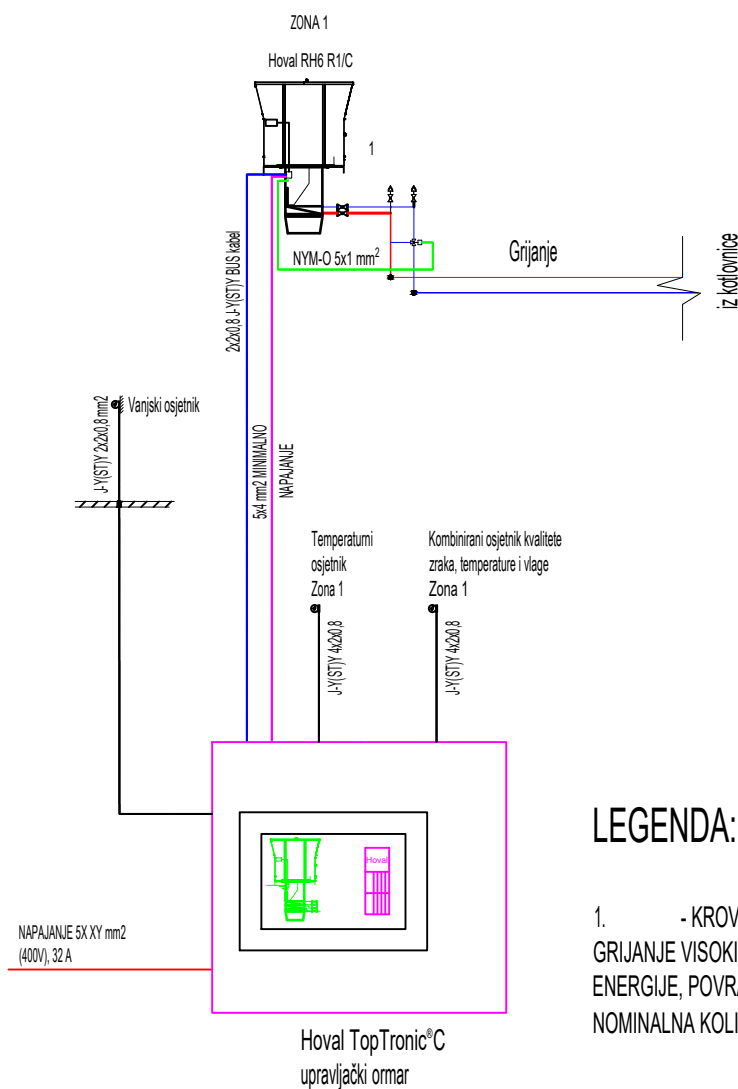 ZONA 1
Hoval RH6 R1/C
1
NYM-O 5x1 mm²
Grijanje
iz kotlovnice
2x2x0,8 J-Y(ST)Y BUS kabel
5x4 mm2 MINIMALNO
NAPAJANJE
J-Y(ST)Y 2x2x0,8 mm2
Vanjski osjetnik
Temperaturni
osjetnik
Zona 1
Kombinirani osjetnik kvalitete
zraka, temperature i vlage
Zona 1
J-Y(ST)Y 4x2x0,8
J-Y(ST)Y 4x2x0,8
Hoval
NAPAJANJE 5X XY mm2
(400V), 32 A
Hoval TopTronic®C
upravljački ormar
LEGENDA:
1. - KROV
GRIJANJE VISOKI
ENERGIJE, POVRA
NOMINALNA KOLI